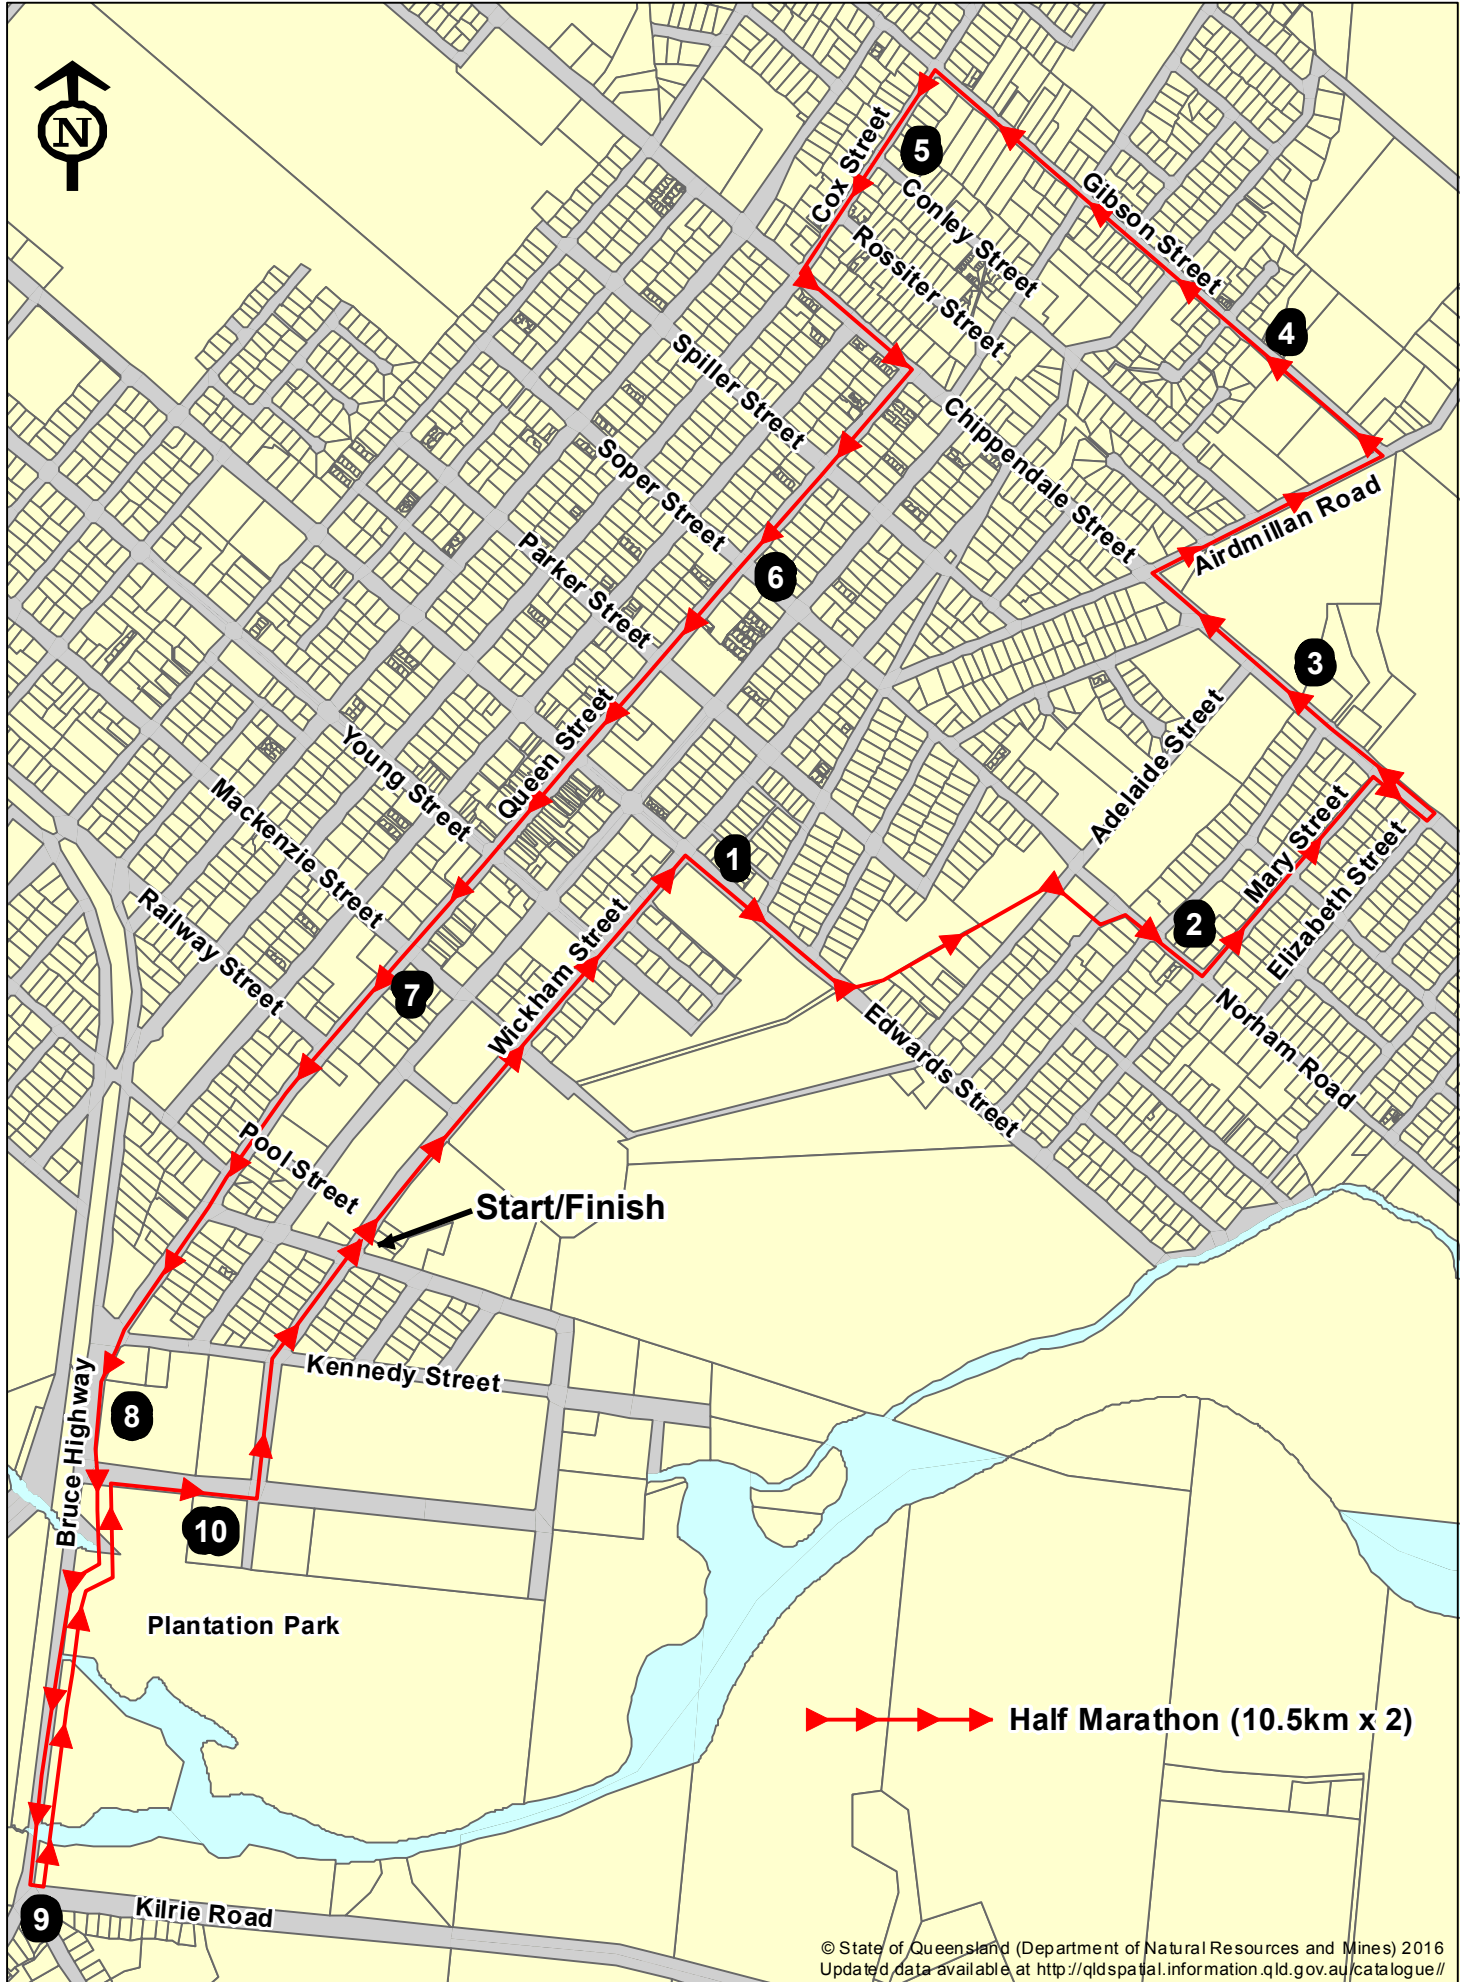 N
5
Cox Street
Conley Street
Gibson Street
Rossiter Street
4
Spiller Street
Chippendale Street
Soper Street
Airdmillan Road
Parker Street
6
3
Queen Street
Adelaide Street
Young Street
Mackenzie Street
Mary Street
1
Elizabeth Street
2
Railway Street
Wickham Street
7
Norham Road
Edwards Street
Pool Street
Start/Finish
Kennedy Street
8
Bruce Highway
10
Plantation Park
Half Marathon (10.5km x 2)
9
Kilrie Road
© State of Queensland (Department of Natural Resources and Mines) 2016
Updated data available at http://qldspatial.information.qld.gov.au/catalogue//